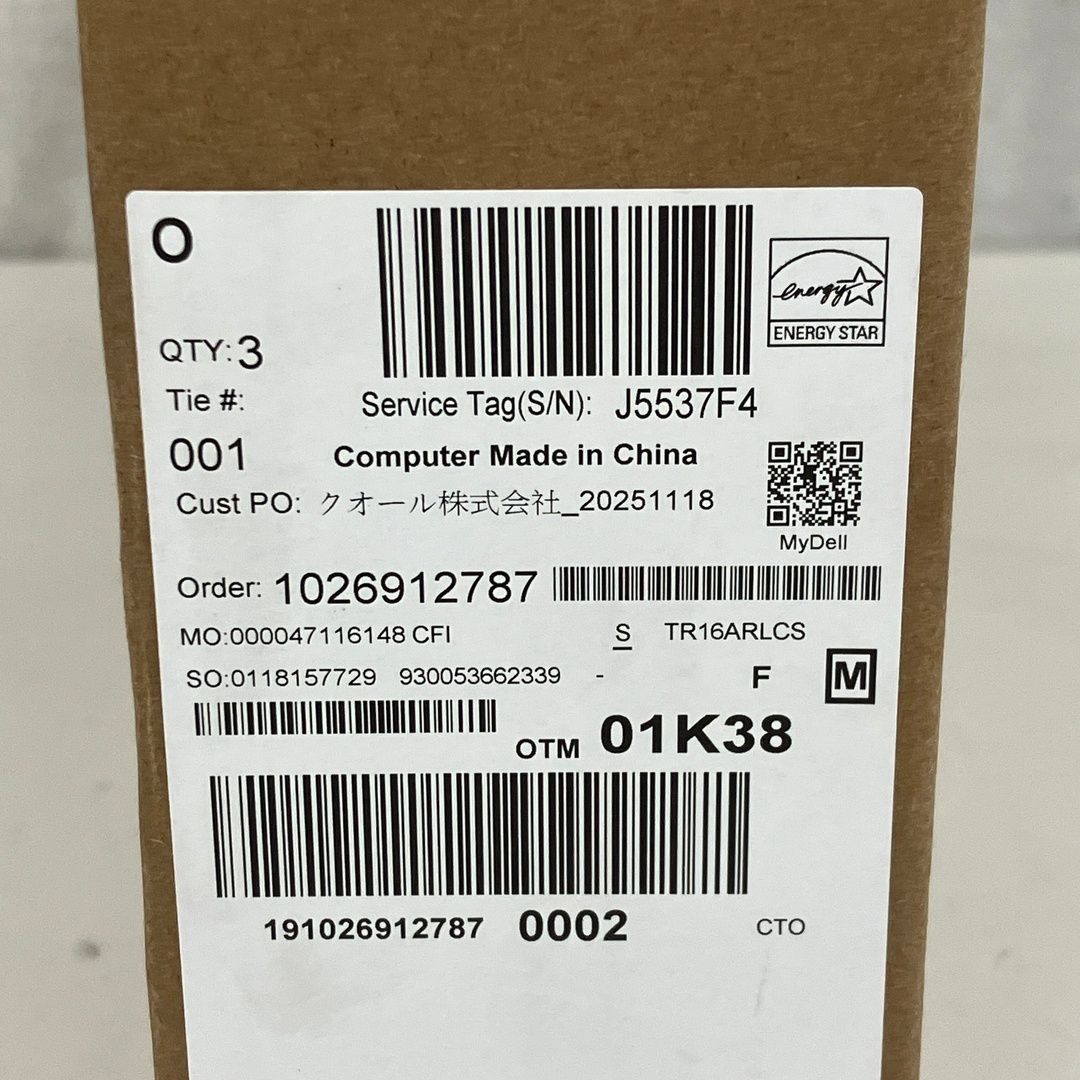 O
energy
ENERGY STAR
QTY: 3
Tie #:
Service Tag(S/N): J5537F4
001
Computer Made in China
Cust PO: クオール株式会社_20251118
MyDell
Order: 1026912787
MO:000047116148 CFI S TR16ARLCS
SO:0118157729 930053662339 - F M
OTM 01K38
191026912787 0002 CTO